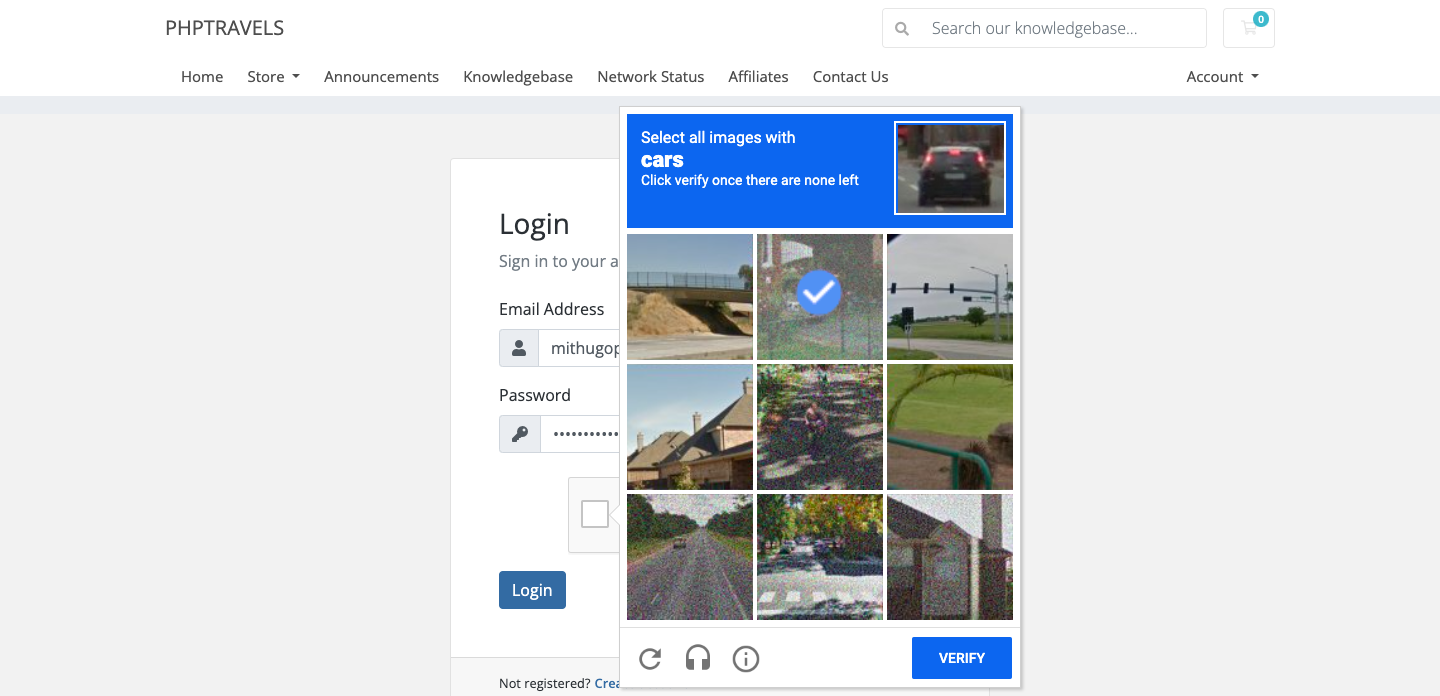 PHPTRAVELS
Search our knowledgebase...
0
Home Store Announcements Knowledgebase Network Status Affiliates Contact Us Account
Select all images with
cars
Click verify once there are none left
Login
Sign in to your a
Email Address
mithugop
Password
VERIFY
Login
Not registered? Crea